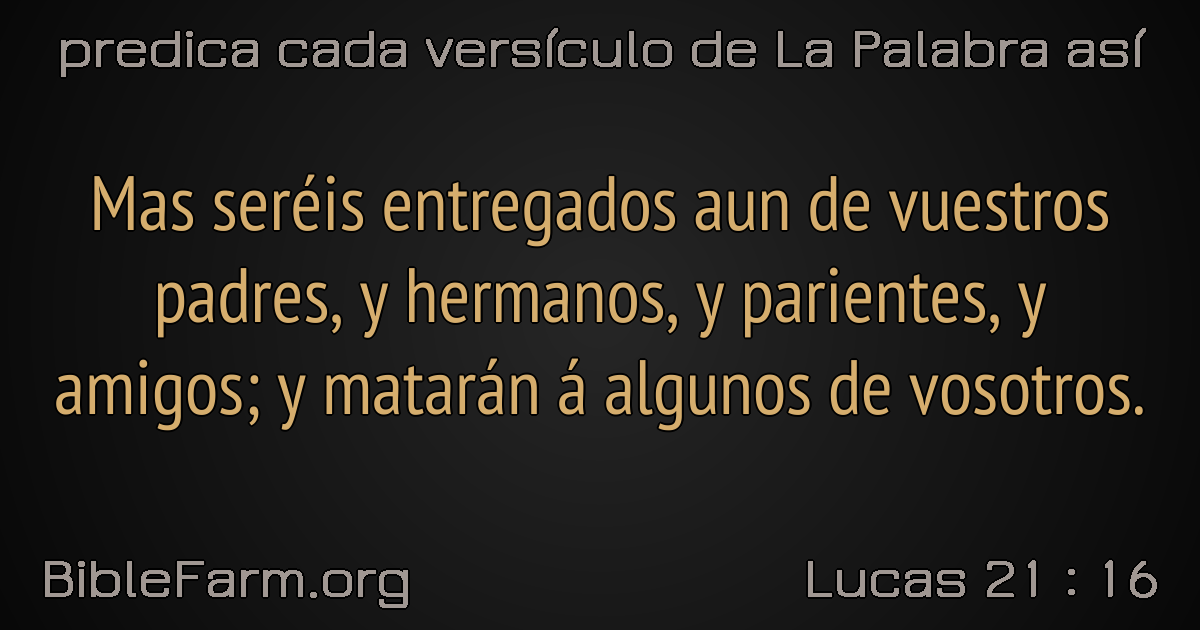 predica cada versículo de La Palabra así
Mas seréis entregados aun de vuestros
padres, y hermanos, y parientes, y
amigos; y matarán á algunos de vosotros.
BibleFarm.org
Lucas 21 : 16